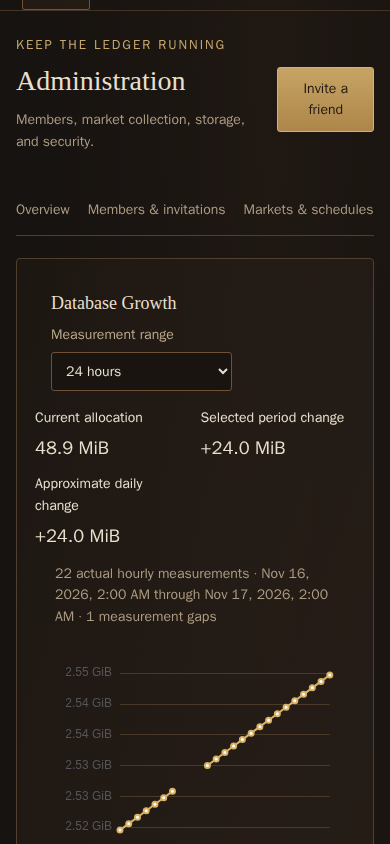 KEEP THE LEDGER RUNNING
Administration
Members, market collection, storage,
and security.
Invite a
friend
Overview Members & invitations Markets & schedules
Database Growth
Measurement range
24 hours
Current allocation Selected period change
48.9 MiB +24.0 MiB
Approximate daily
change
+24.0 MiB
22 actual hourly measurements · Nov 16,
2026, 2:00 AM through Nov 17, 2026, 2:00
AM · 1 measurement gaps
2.55 GiB
2.54 GiB
2.54 GiB
2.53 GiB
2.53 GiB
2.52 GiB